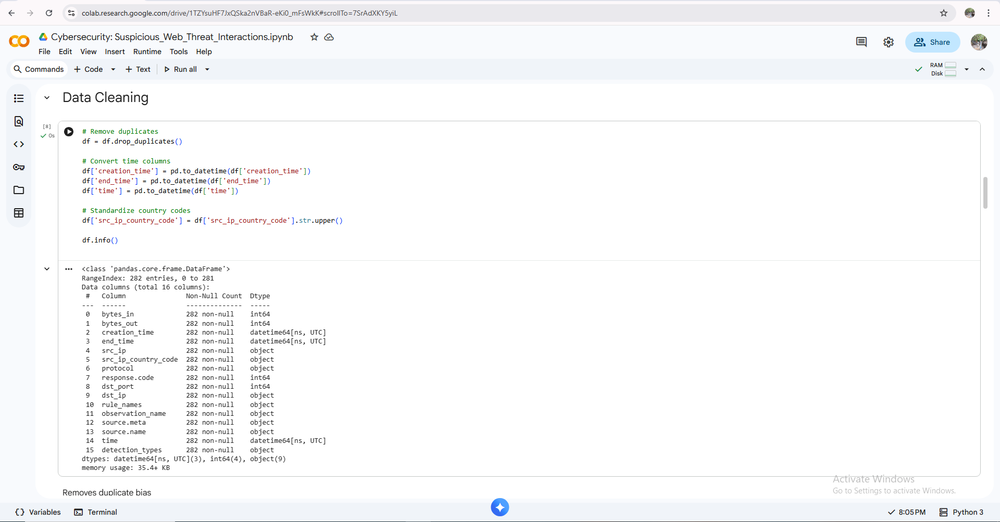 colab.research.google.com/drive/1TZYsuHF7JxQSka2nVBaR-eKi0_mFsWkK#scrollTo=7SrAdXKY5yiL
Cybersecurity: Suspicious_Web_Threat_Interactions.ipynb
File Edit View Insert Runtime Tools Help
Share
Commands + Code + Text Run all
RAM
Disk
Data Cleaning
[8]
0s
# Remove duplicates
df = df.drop_duplicates()
# Convert time columns
df['creation_time'] = pd.to_datetime(df['creation_time'])
df['end_time'] = pd.to_datetime(df['end_time'])
df['time'] = pd.to_datetime(df['time'])
# Standardize country codes
df['src_ip_country_code'] = df['src_ip_country_code'].str.upper()
df.info()
<class 'pandas.core.frame.DataFrame'>
RangeIndex: 282 entries, 0 to 281
Data columns (total 16 columns):
#   Column               Non-Null Count  Dtype
---  ------               --------------  -----
0   bytes_in             282 non-null    int64
1   bytes_out            282 non-null    int64
2   creation_time        282 non-null    datetime64[ns, UTC]
3   end_time             282 non-null    datetime64[ns, UTC]
4   src_ip               282 non-null    object
5   src_ip_country_code  282 non-null    object
6   protocol             282 non-null    object
7   response.code        282 non-null    int64
8   dst_port             282 non-null    int64
9   dst_ip               282 non-null    object
10  rule_names           282 non-null    object
11  observation_name     282 non-null    object
12  source.meta          282 non-null    object
13  source.name          282 non-null    object
14  time                 282 non-null    datetime64[ns, UTC]
15  detection_types      282 non-null    object
dtypes: datetime64[ns, UTC](3), int64(4), object(9)
memory usage: 35.4+ KB
Removes duplicate bias
Activate Windows
Go to Settings to activate Windows.
Variables Terminal
8:05 PM Python 3